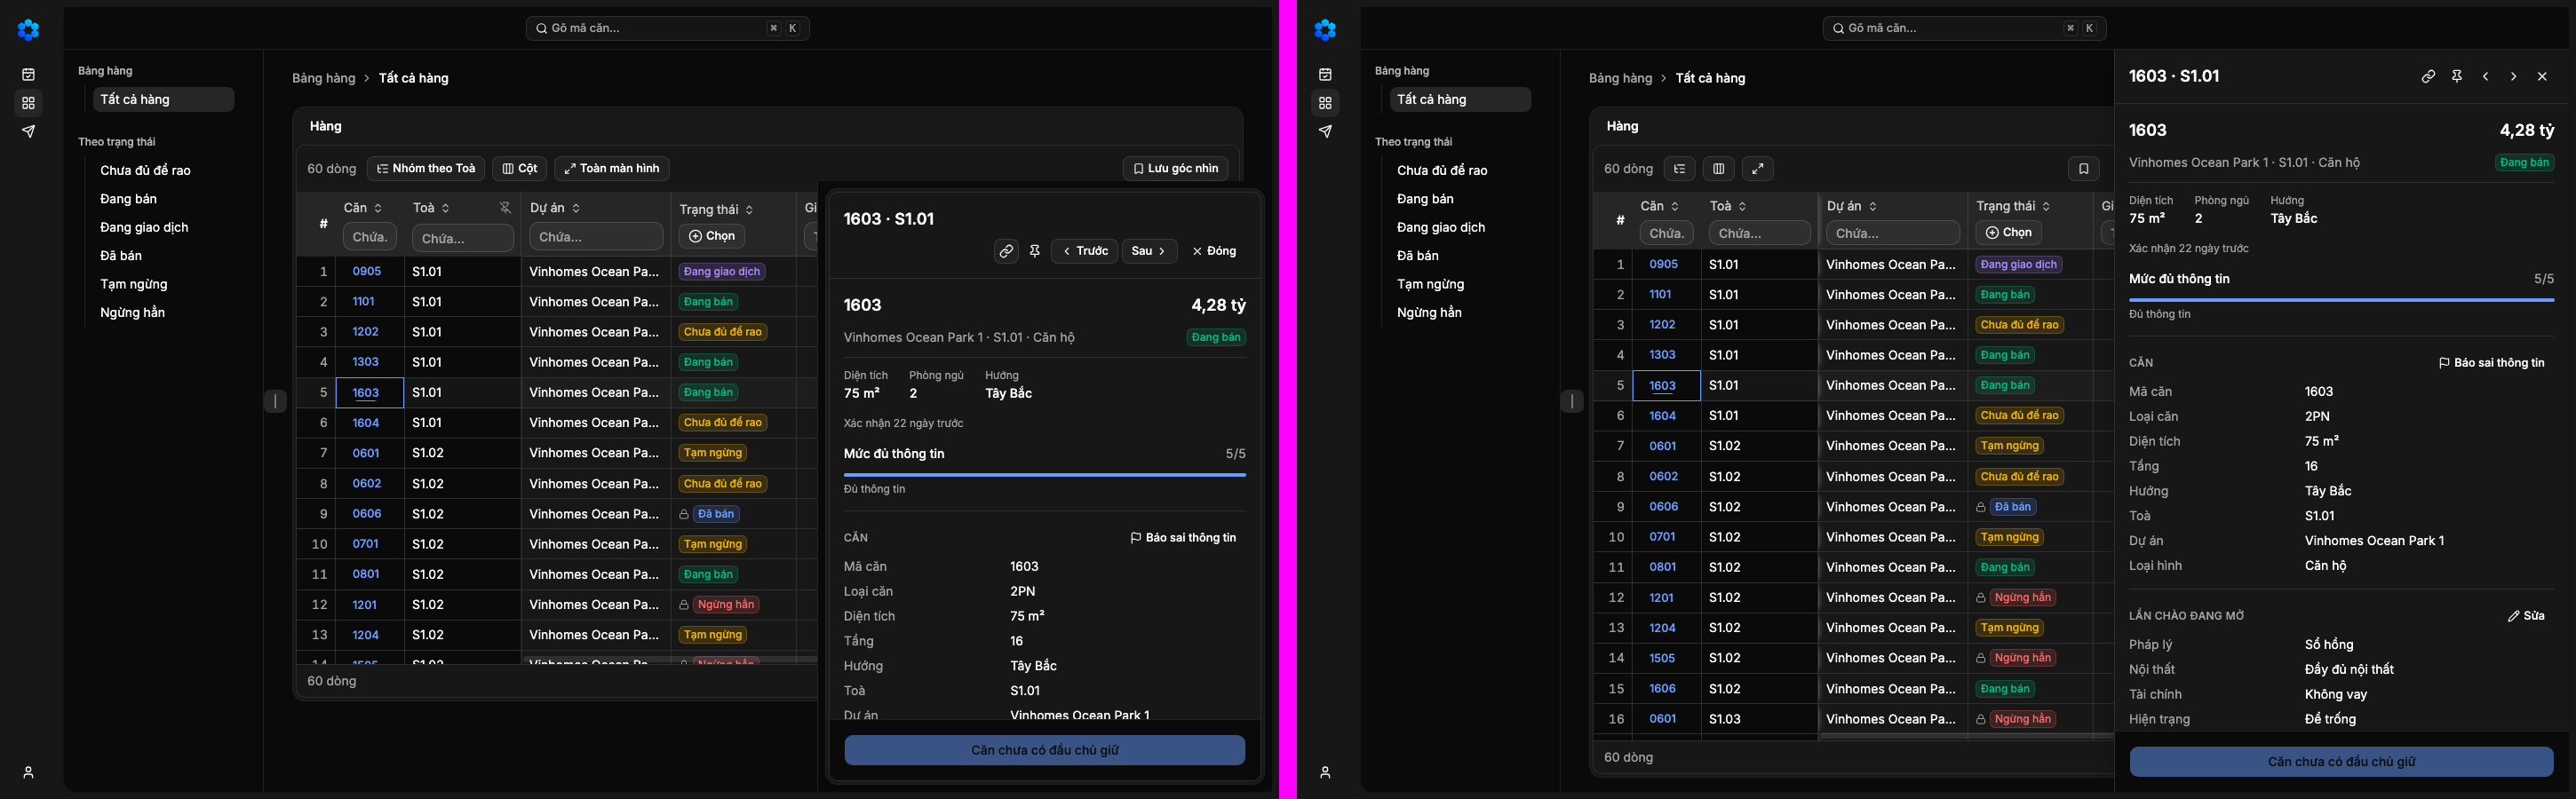 Gõ mã căn... ⌘ K
Bảng hàng
Tất cả hàng
Theo trạng thái
Chưa đủ để rao
Đang bán
Đang giao dịch
Đã bán
Tạm ngừng
Ngừng hẳn
Bảng hàng > Tất cả hàng
Hàng
60 dòng Nhóm theo Toà Cột Toàn màn hình Lưu góc nhìn
# Căn Toà Dự án Trạng thái Gi
Chứa. Chứa... Chứa... Chọn T
1 0905 S1.01 Vinhomes Ocean Pa... Đang giao dịch
2 1101 S1.01 Vinhomes Ocean Pa... Đang bán
3 1202 S1.01 Vinhomes Ocean Pa... Chưa đủ để rao
4 1303 S1.01 Vinhomes Ocean Pa... Đang bán
5 1603 S1.01 Vinhomes Ocean Pa... Đang bán
6 1604 S1.01 Vinhomes Ocean Pa... Chưa đủ để rao
7 0601 S1.02 Vinhomes Ocean Pa... Tạm ngừng
8 0602 S1.02 Vinhomes Ocean Pa... Chưa đủ để rao
9 0606 S1.02 Vinhomes Ocean Pa... Đã bán
10 0701 S1.02 Vinhomes Ocean Pa... Tạm ngừng
11 0801 S1.02 Vinhomes Ocean Pa... Đang bán
12 1201 S1.02 Vinhomes Ocean Pa... Ngừng hẳn
13 1204 S1.02 Vinhomes Ocean Pa... Tạm ngừng
14 1505 S1.02 Vinhomes Ocean Pa... Ngừng hẳn
60 dòng
1603 · S1.01
Trước Sau Đóng
1603 4,28 tỷ
Vinhomes Ocean Park 1 · S1.01 · Căn hộ Đang bán
Diện tích Phòng ngủ Hướng
75 m² 2 Tây Bắc
Xác nhận 22 ngày trước
Mức đủ thông tin 5/5
Đủ thông tin
CĂN Báo sai thông tin
Mã căn 1603
Loại căn 2PN
Diện tích 75 m²
Tầng 16
Hướng Tây Bắc
Toà S1.01
Dự án Vinhomes Ocean Park 1
Căn chưa có đầu chủ giữ
Gõ mã căn... ⌘ K
Bảng hàng
Tất cả hàng
Theo trạng thái
Chưa đủ để rao
Đang bán
Đang giao dịch
Đã bán
Tạm ngừng
Ngừng hẳn
Bảng hàng > Tất cả hàng
Hàng
60 dòng
# Căn Toà Dự án Trạng thái Gi
Chứa. Chứa... Chứa... Chọn T
1 0905 S1.01 Vinhomes Ocean Pa... Đang giao dịch
2 1101 S1.01 Vinhomes Ocean Pa... Đang bán
3 1202 S1.01 Vinhomes Ocean Pa... Chưa đủ để rao
4 1303 S1.01 Vinhomes Ocean Pa... Đang bán
5 1603 S1.01 Vinhomes Ocean Pa... Đang bán
6 1604 S1.01 Vinhomes Ocean Pa... Chưa đủ để rao
7 0601 S1.02 Vinhomes Ocean Pa... Tạm ngừng
8 0602 S1.02 Vinhomes Ocean Pa... Chưa đủ để rao
9 0606 S1.02 Vinhomes Ocean Pa... Đã bán
10 0701 S1.02 Vinhomes Ocean Pa... Tạm ngừng
11 0801 S1.02 Vinhomes Ocean Pa... Đang bán
12 1201 S1.02 Vinhomes Ocean Pa... Ngừng hẳn
13 1204 S1.02 Vinhomes Ocean Pa... Tạm ngừng
14 1505 S1.02 Vinhomes Ocean Pa... Ngừng hẳn
15 1606 S1.02 Vinhomes Ocean Pa... Đang bán
16 0601 S1.03 Vinhomes Ocean Pa... Ngừng hẳn
60 dòng
1603 · S1.01
1603 4,28 tỷ
Vinhomes Ocean Park 1 · S1.01 · Căn hộ Đang bán
Diện tích Phòng ngủ Hướng
75 m² 2 Tây Bắc
Xác nhận 22 ngày trước
Mức đủ thông tin 5/5
Đủ thông tin
CĂN Báo sai thông tin
Mã căn 1603
Loại căn 2PN
Diện tích 75 m²
Tầng 16
Hướng Tây Bắc
Toà S1.01
Dự án Vinhomes Ocean Park 1
Loại hình Căn hộ
LẦN CHÀO ĐANG MỞ Sửa
Pháp lý Sổ hồng
Nội thất Đầy đủ nội thất
Tài chính Không vay
Hiện trạng Để trống
Căn chưa có đầu chủ giữ